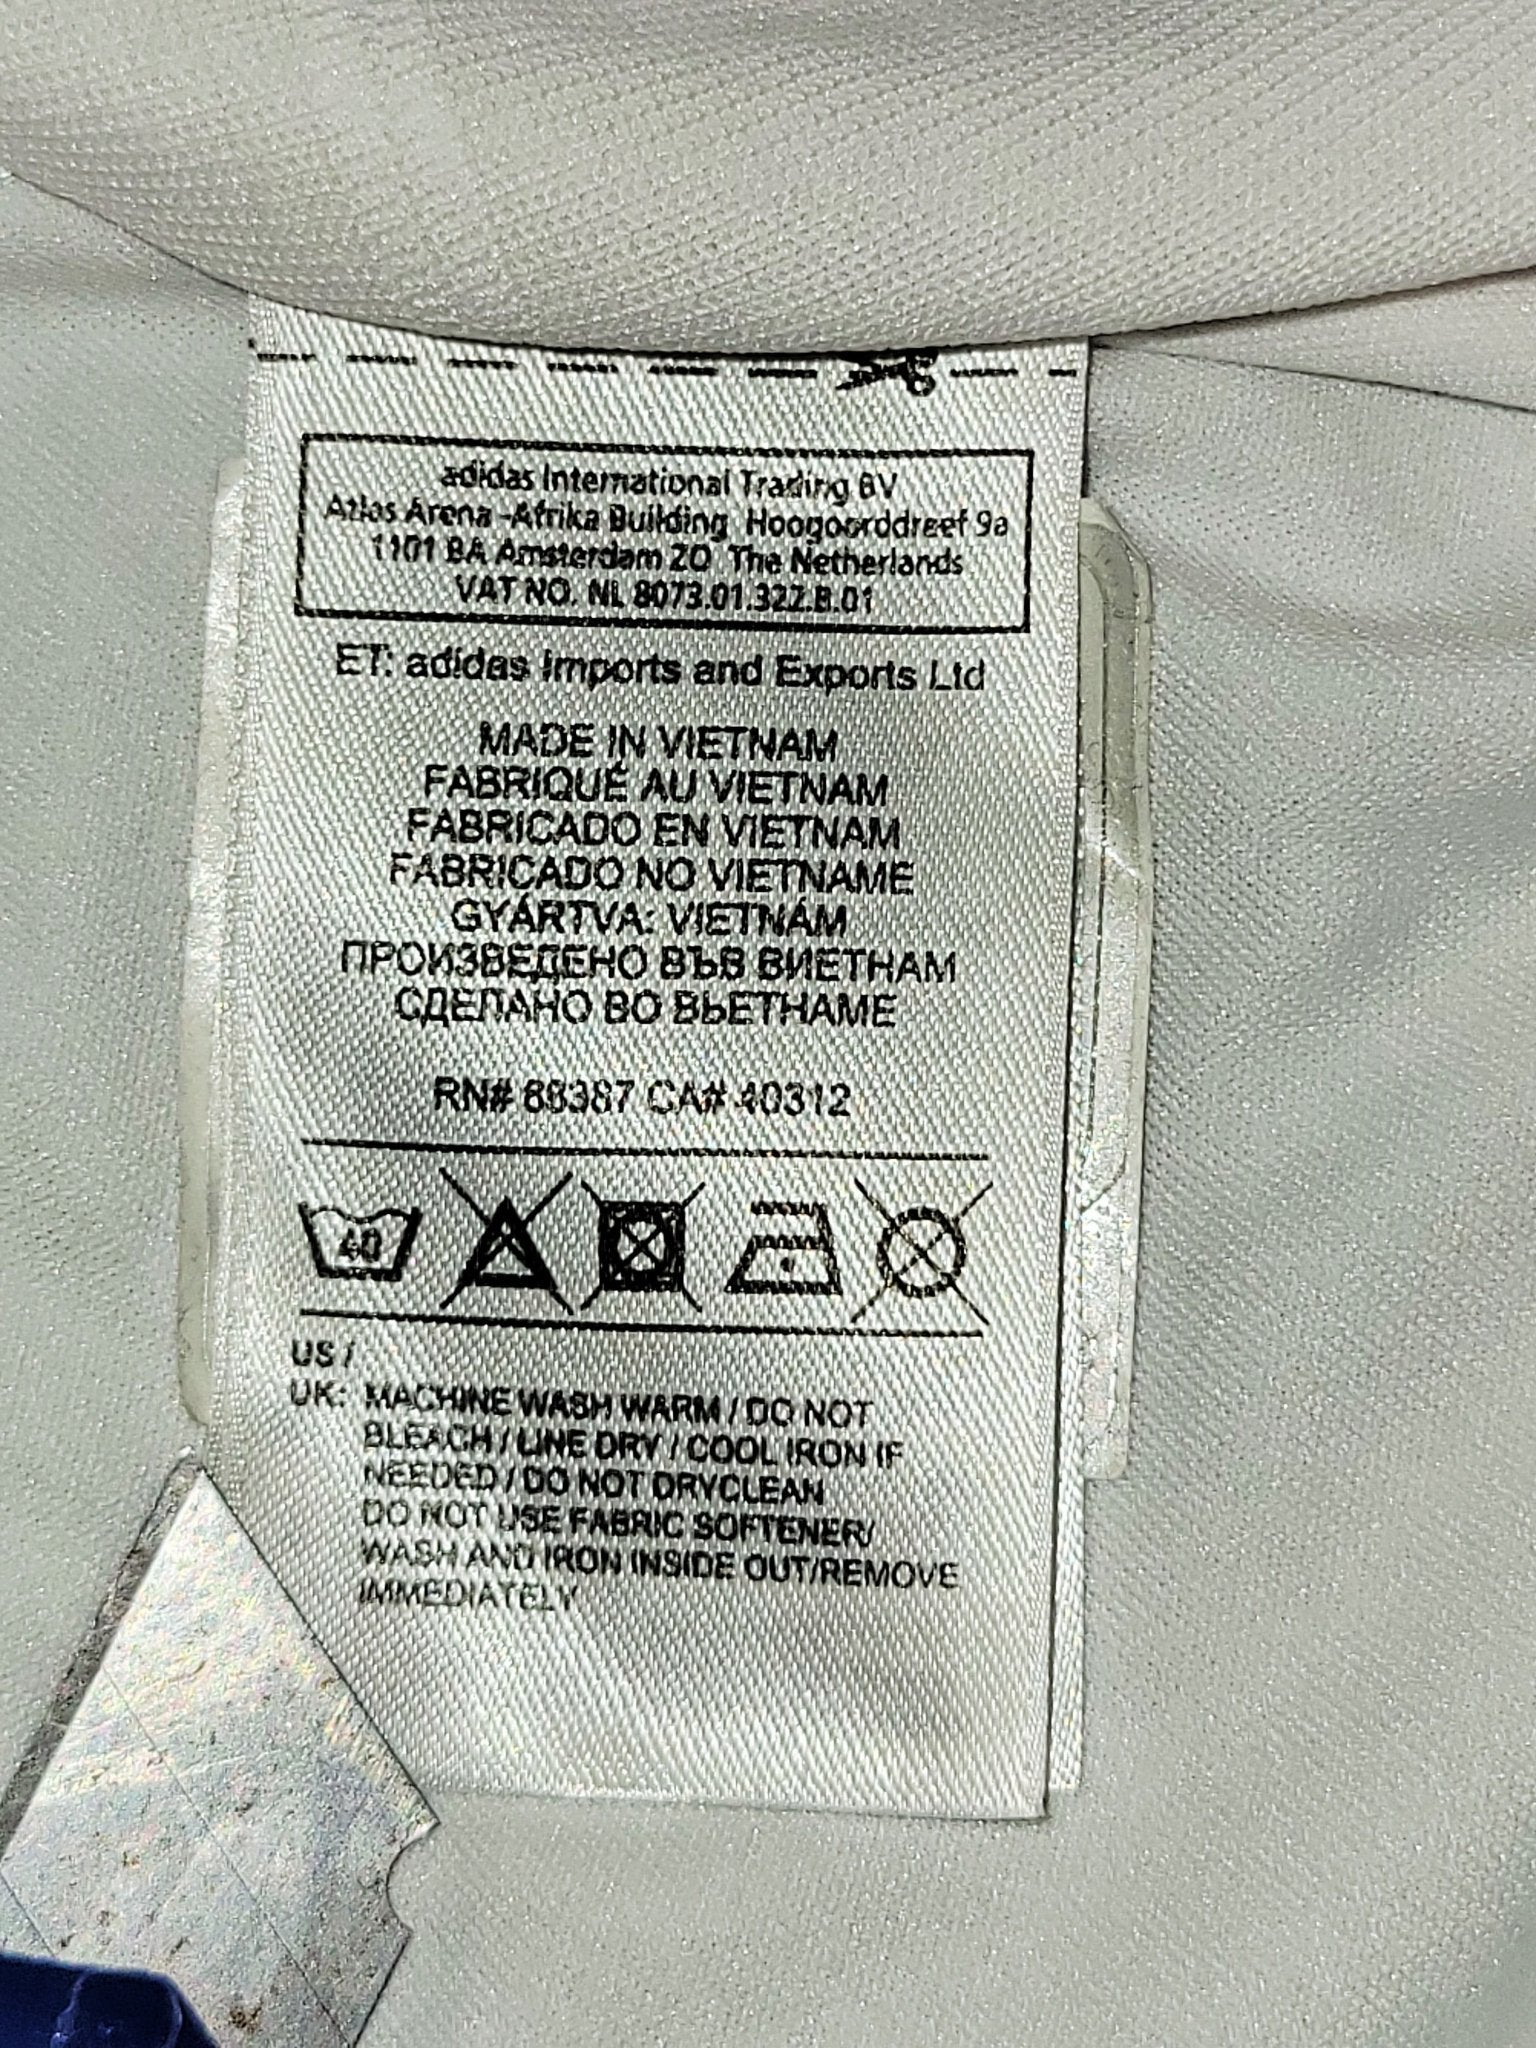 adidas International Trading BV
Atlas Arena -Afrika Building Hoogoorddreef 9a
1101 BA Amsterdam ZO The Netherlands
VAT NO. NL 8073.01.322.B.01
ET: adidas Imports and Exports Ltd
MADE IN VIETNAM
FABRIQUÉ AU VIETNAM
FABRICADO EN VIETNAM
FABRICADO NO VIETNAME
GYÁRTVA: VIETNÁM
ПРОИЗВЕДЕНО ВЪВ ВИЕТНАМ
СДЕЛАНО ВО ВЬЕТНАМЕ
RN# 88387 CA# 40312
40
US /
UK: MACHINE WASH WARM / DO NOT
BLEACH / LINE DRY / COOL IRON IF
NEEDED / DO NOT DRYCLEAN
DO NOT USE FABRIC SOFTENER/
WASH AND IRON INSIDE OUT/REMOVE
IMMEDIATELY